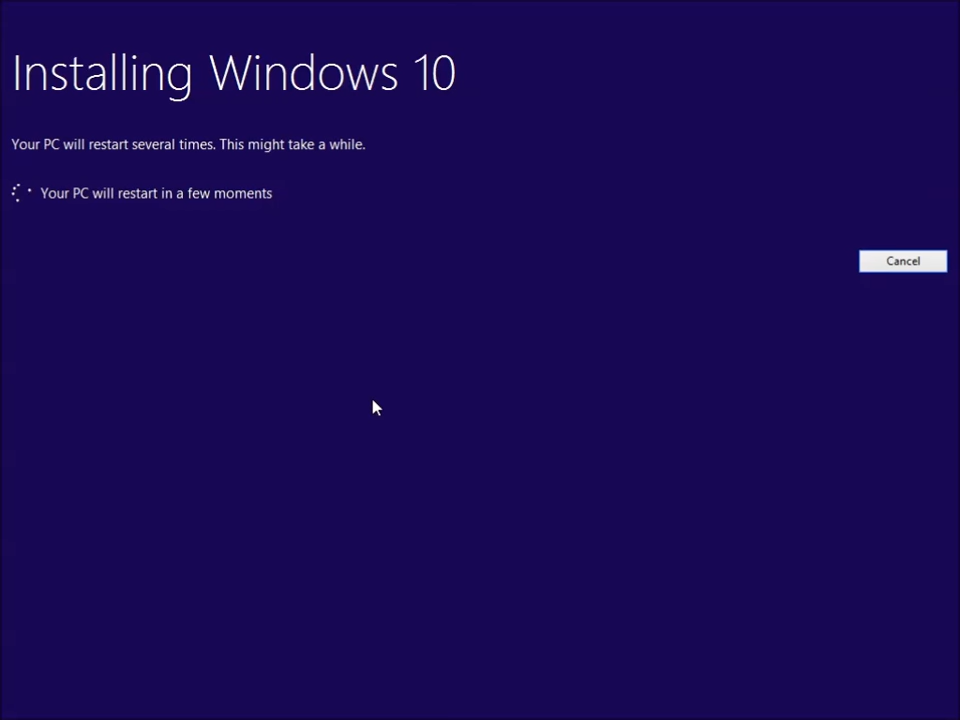 Installing Windows 10
Your PC will restart several times. This might take a while.
Your PC will restart in a few moments
Cancel